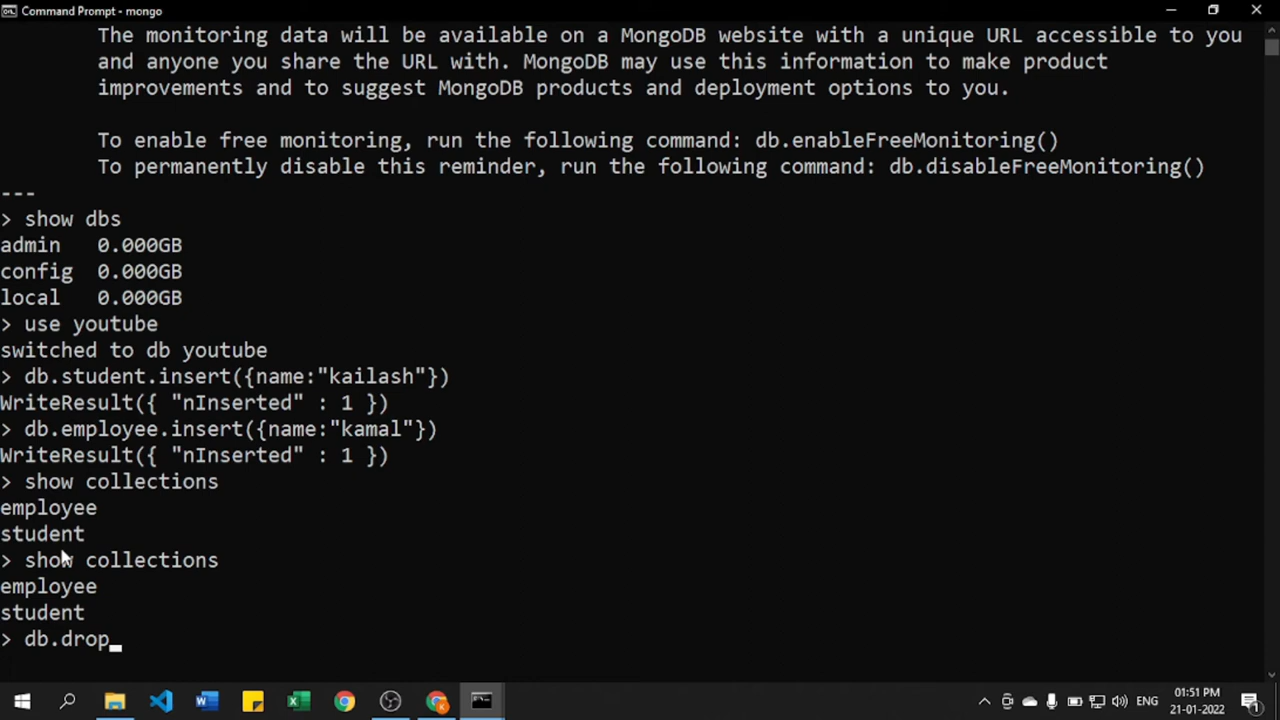 Command Prompt - mongo
The monitoring data will be available on a MongoDB website with a unique URL accessible to you
and anyone you share the URL with. MongoDB may use this information to make product
improvements and to suggest MongoDB products and deployment options to you.
To enable free monitoring, run the following command: db.enableFreeMonitoring()
To permanently disable this reminder, run the following command: db.disableFreeMonitoring()
---
> show dbs
admin   0.000GB
config  0.000GB
local   0.000GB
> use youtube
switched to db youtube
> db.student.insert({name:"kailash"})
WriteResult({ "nInserted" : 1 })
> db.employee.insert({name:"kamal"})
WriteResult({ "nInserted" : 1 })
> show collections
employee
student
> show collections
employee
student
> db.drop_
ENG
01:51 PM
21-01-2022